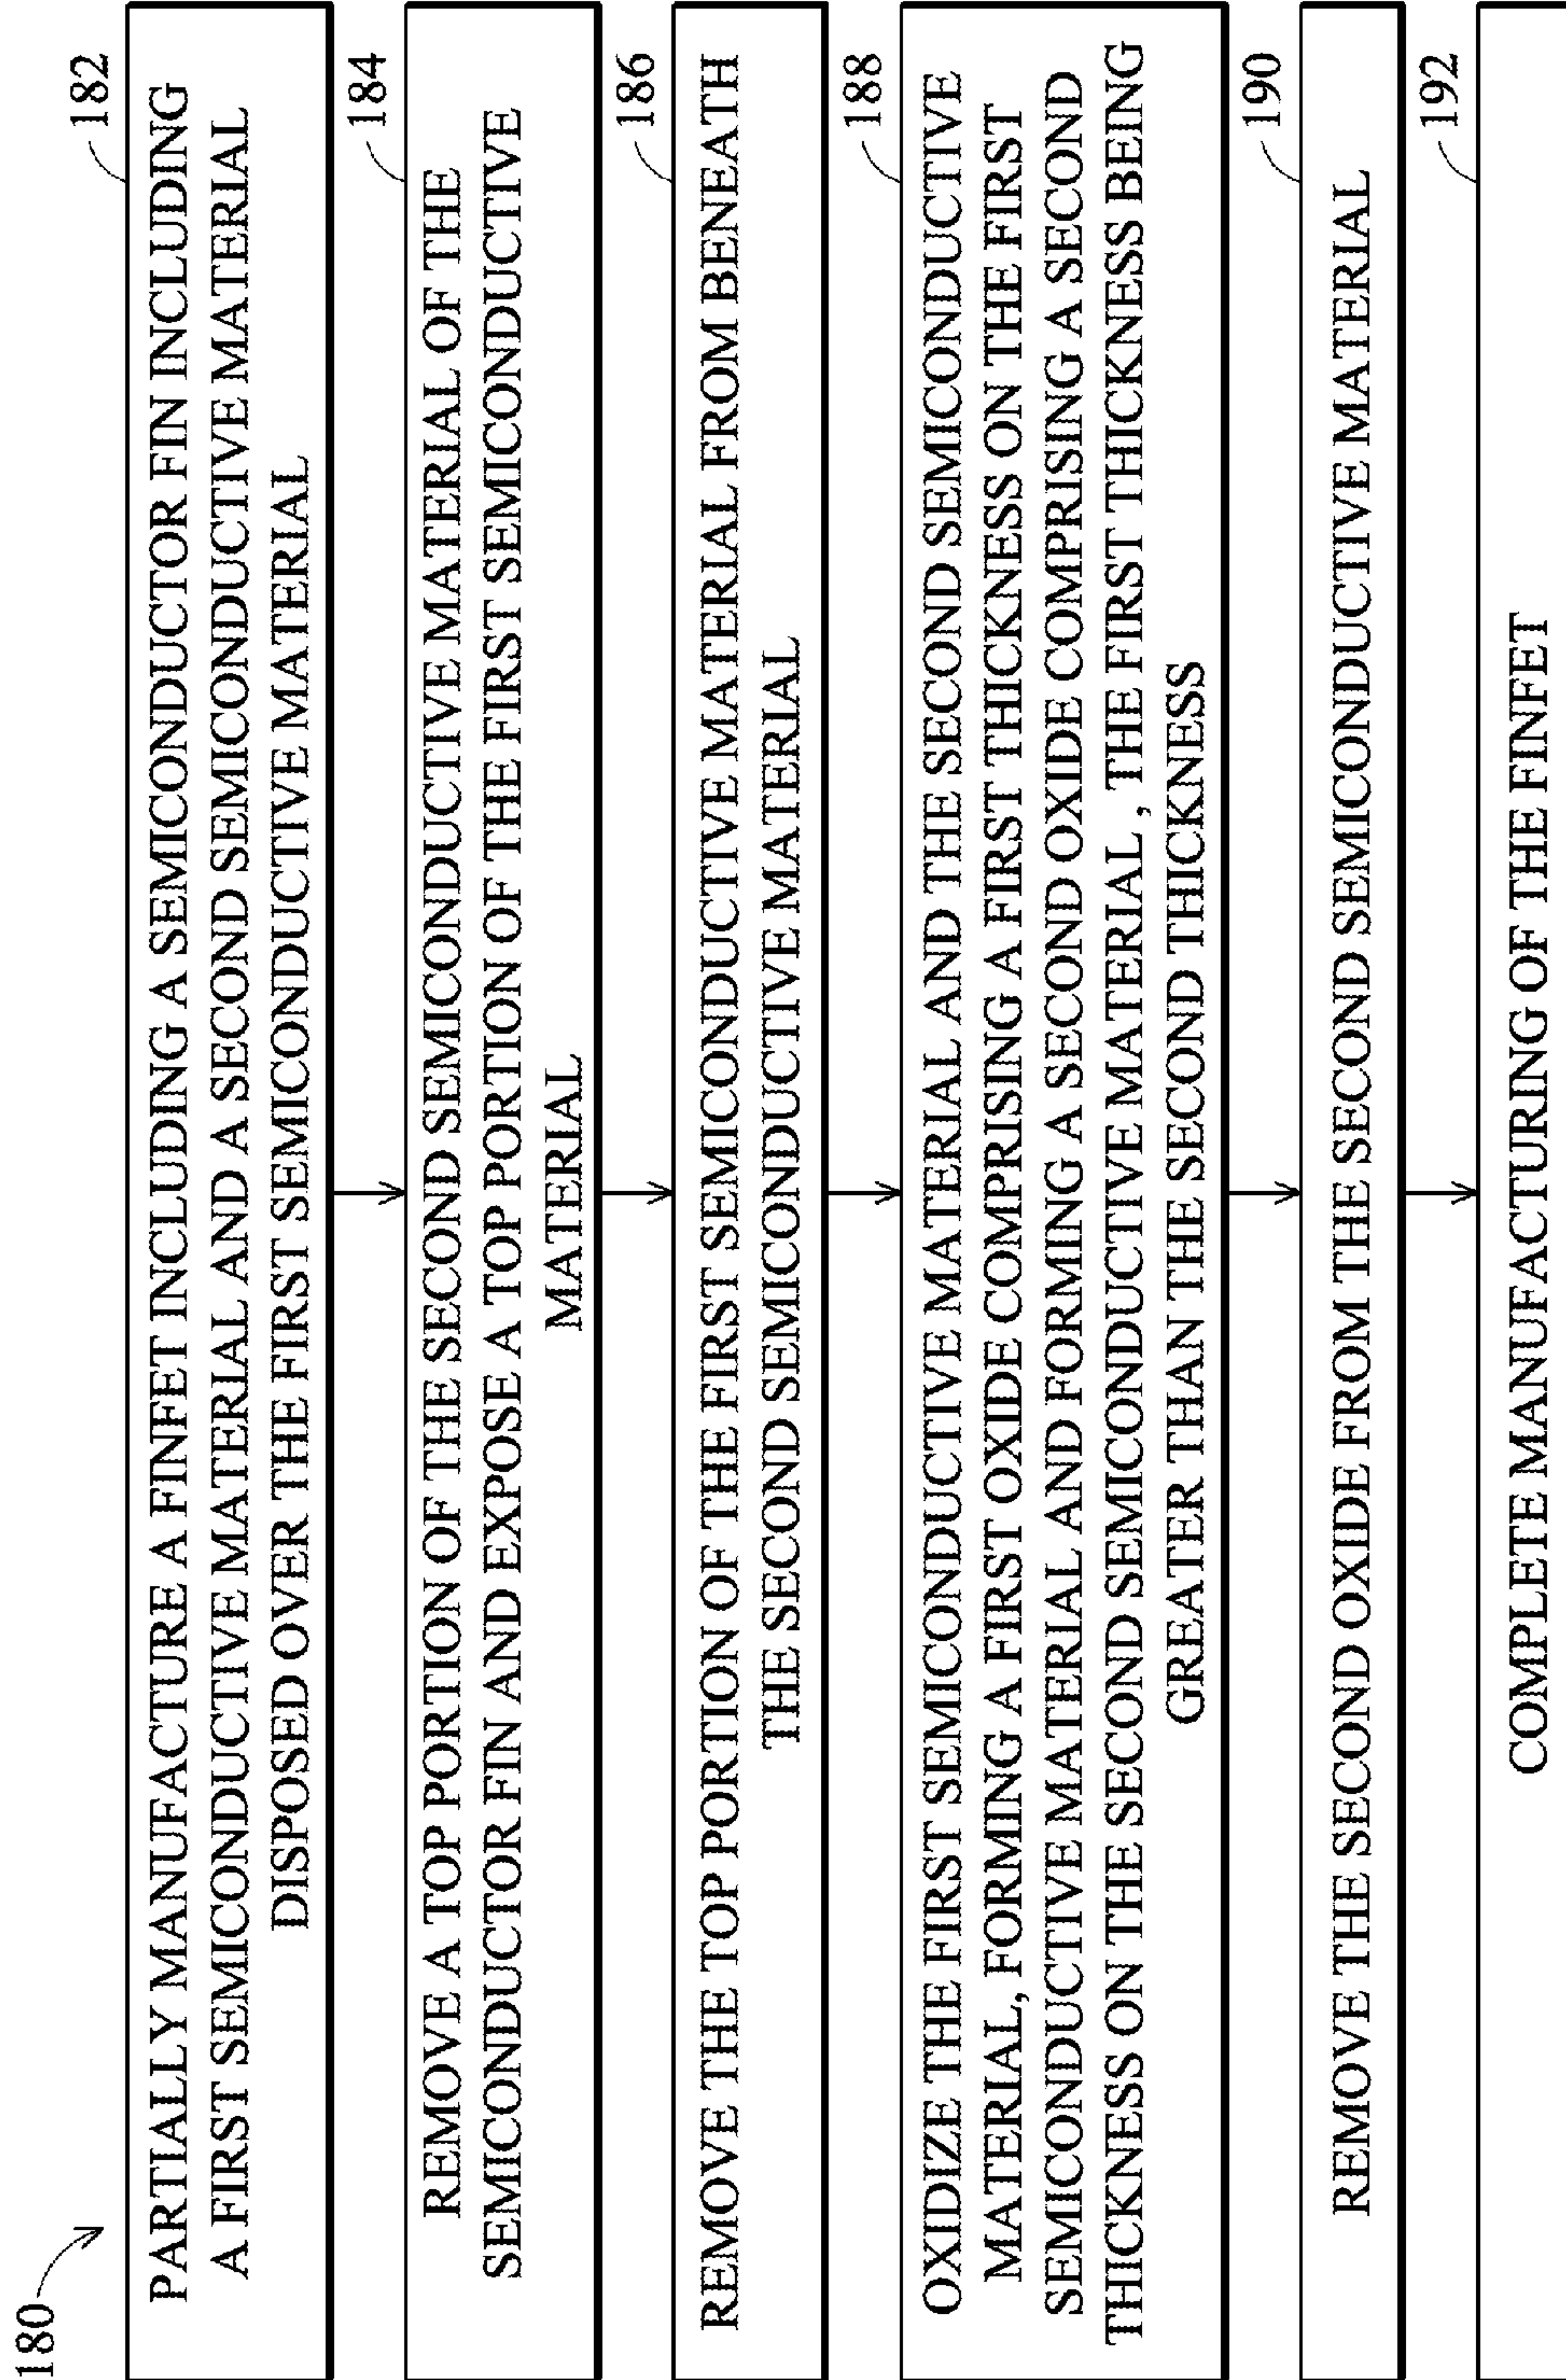 180
182
PARTIALLY MANUFACTURE A FINFET INCLUDING A SEMICONDUCTOR FIN INCLUDING
A FIRST SEMICONDUCTIVE MATERIAL AND A SECOND SEMICONDUCTIVE MATERIAL
DISPOSED OVER THE FIRST SEMICONDUCTIVE MATERIAL
184
REMOVE A TOP PORTION OF THE SECOND SEMICONDUCTIVE MATERIAL OF THE
SEMICONDUCTOR FIN AND EXPOSE A TOP PORTION OF THE FIRST SEMICONDUCTIVE
MATERIAL
186
REMOVE THE TOP PORTION OF THE FIRST SEMICONDUCTIVE MATERIAL FROM BENEATH
THE SECOND SEMICONDUCTIVE MATERIAL
188
OXIDIZE THE FIRST SEMICONDUCTIVE MATERIAL AND THE SECOND SEMICONDUCTIVE
MATERIAL, FORMING A FIRST OXIDE COMPRISING A FIRST THICKNESS ON THE FIRST
SEMICONDUCTIVE MATERIAL AND FORMING A SECOND OXIDE COMPRISING A SECOND
THICKNESS ON THE SECOND SEMICONDUCTIVE MATERIAL , THE FIRST THICKNESS BEING
GREATER THAN THE SECOND THICKNESS
190
REMOVE THE SECOND OXIDE FROM THE SECOND SEMICONDUCTIVE MATERIAL
192
COMPLETE MANUFACTURING OF THE FINFET